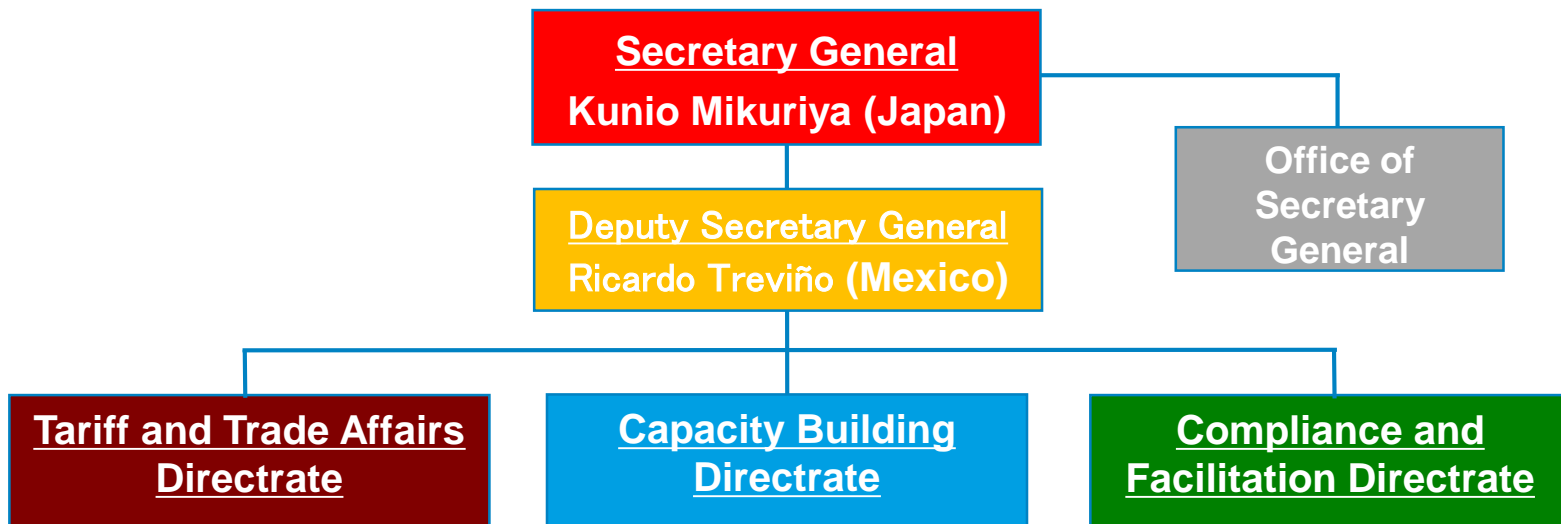 Secretary General
Kunio Mikuriya (Japan)
Office of
Secretary
General
Deputy Secretary General
Ricardo Treviño (Mexico)
Tariff and Trade Affairs
Directrate
Capacity Building
Directrate
Compliance and
Facilitation Directrate